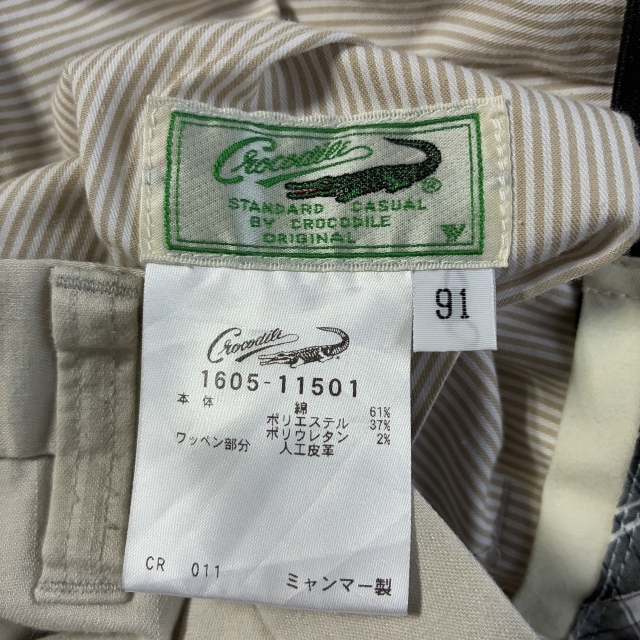 Crocodile ®
STANDARD CASUAL
BY CROCODILE
ORIGINAL
91
Crocodile
1605-11501
本体 綿 61%
ポリエステル 37%
ポリウレタン 2%
ワッペン部分 人工皮革
CR 011 ミャンマー製